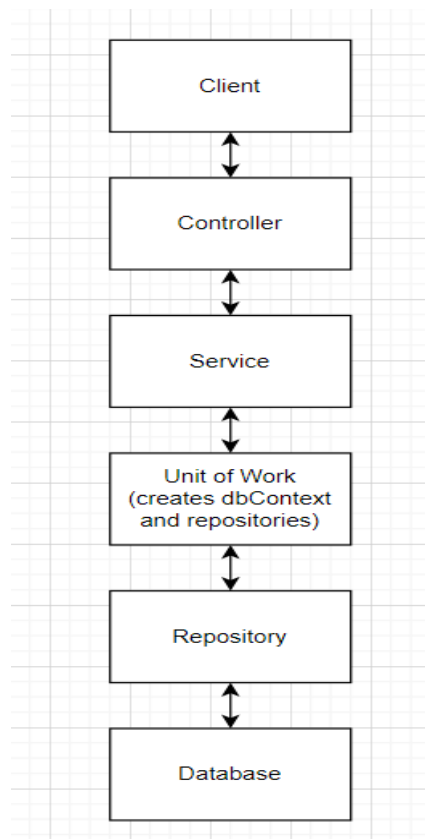 Client
Controller
Service
Unit of Work
(creates dbContext
and repositories)
Repository
Database